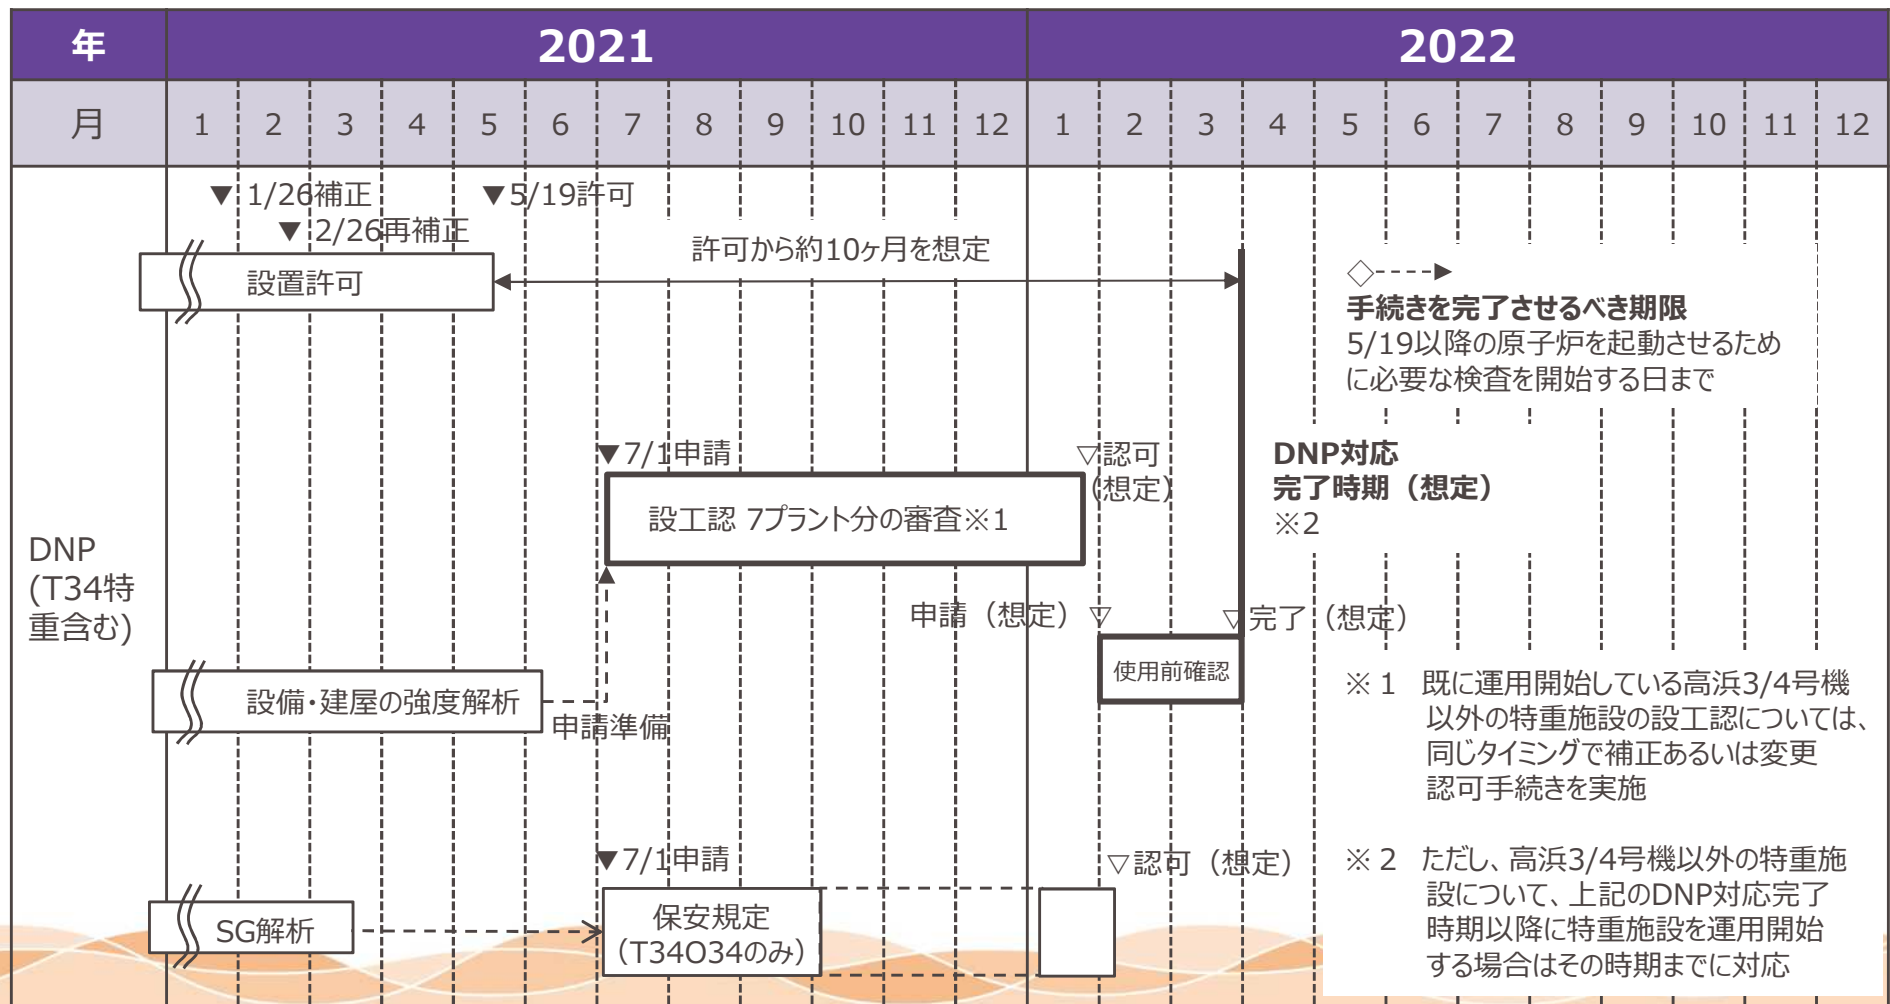 年 2021 2022
月 1 2 3 4 5 6 7 8 9 10 11 12 1 2 3 4 5 6 7 8 9 10 11 12
▼ 1/26補正
▼5/19許可
▼ 2/26再補正
許可から約10ヶ月を想定
設置許可
手続きを完了させるべき期限
5/19以降の原子炉を起動させるため
に必要な検査を開始する日まで
▼7/1申請
▽認可
(想定)
DNP対応
完了時期（想定）
※2
設工認 7プラント分の審査※1
DNP
(T34特
重含む)
申請（想定）▽
▽完了（想定）
使用前確認
設備・建屋の強度解析
申請準備
※１ 既に運用開始している高浜3/4号機
以外の特重施設の設工認については、
同じタイミングで補正あるいは変更
認可手続きを実施
▼7/1申請
▽認可（想定）
※２ ただし、高浜3/4号機以外の特重施
設について、上記のDNP対応完了
時期以降に特重施設を運用開始
する場合はその時期までに対応
SG解析
保安規定
(T34O34のみ)